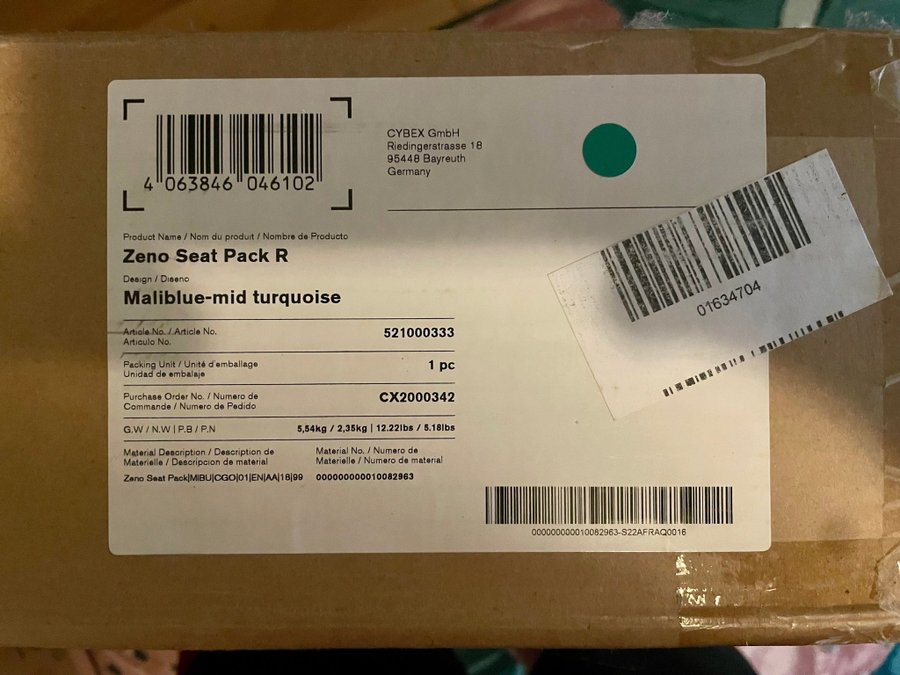 4 063846 046102
CYBEX GmbH
Riedingerstrasse 18
95448 Bayreuth
Germany
Product Name / Nom du produit / Nombre de Producto
Zeno Seat Pack R
Design / Diseno
Maliblue-mid turquoise
Article No. / Article No.
Articulo No.
521000333
Packing Unit / Unité d'emballage
Unidad de embalaje
1 pc
Purchase Order No. / Numero de
Commande / Numero de Pedido
CX2000342
G.W / N.W | P.B / P.N
5,54kg / 2,35kg | 12.22lbs / 5.18lbs
Material Description / Description de
Materielle / Descripcion de material
Material No. / Numero de
Materielle / Numero de material
Zeno Seat Pack|MIBU|CGO|01|EN|AA|18|99
000000000010082963
01634704
000000000010082963-S22AFRAQ0016